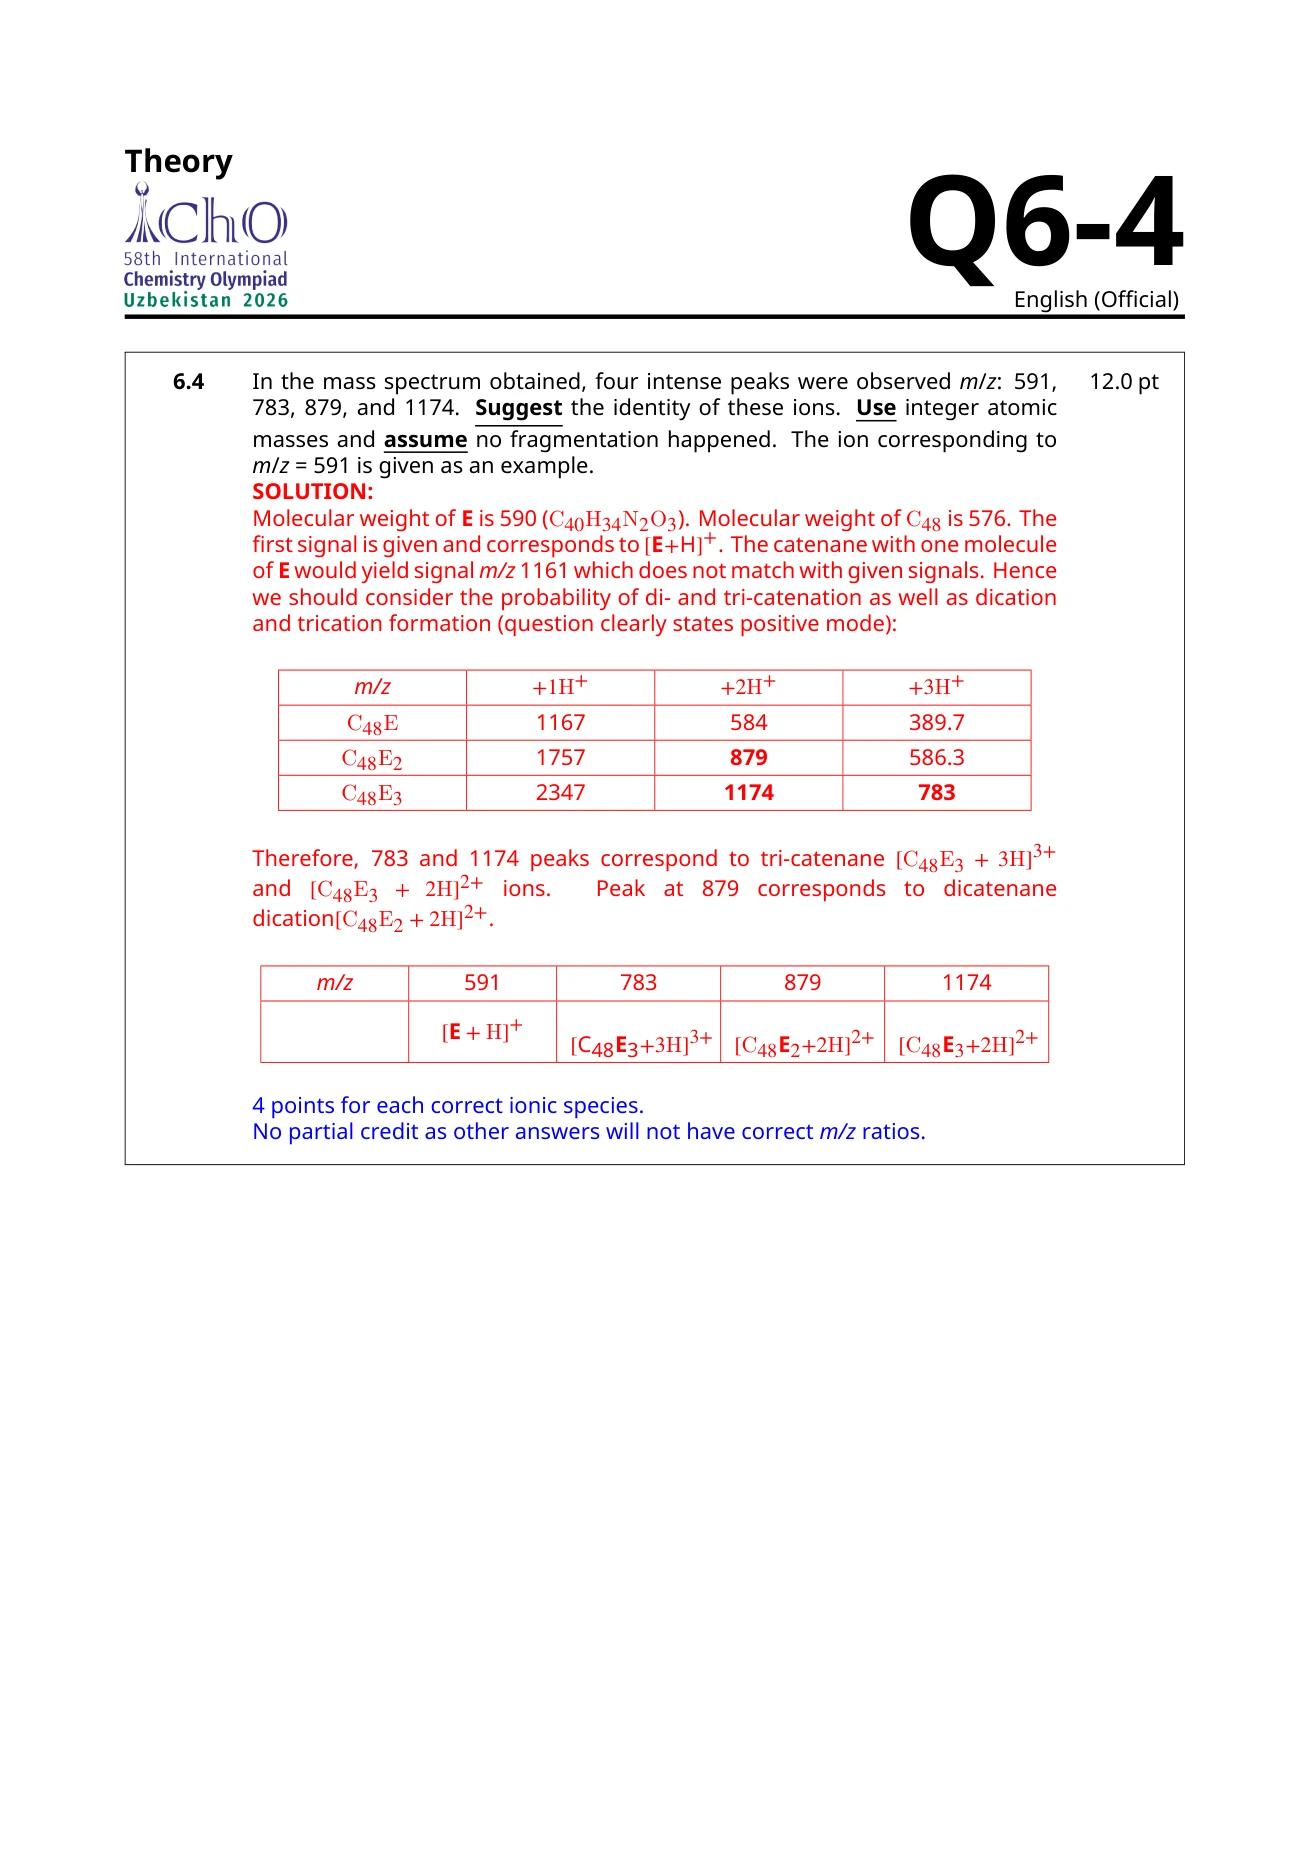 Theory
IChO
58th International
Chemistry Olympiad
Uzbekistan 2026
Q6-4
English (Official)
6.4 In the mass spectrum obtained, four intense peaks were observed m/z: 591, 12.0 pt
783, 879, and 1174. Suggest the identity of these ions. Use integer atomic
masses and assume no fragmentation happened. The ion corresponding to
m/z = 591 is given as an example.
SOLUTION:
Molecular weight of E is 590 (C₄₀H₃₄N₂O₃). Molecular weight of C₄₈ is 576. The
first signal is given and corresponds to [E+H]⁺. The catenane with one molecule
of E would yield signal m/z 1161 which does not match with given signals. Hence
we should consider the probability of di- and tri-catenation as well as dication
and trication formation (question clearly states positive mode):
m/z +1H⁺ +2H⁺ +3H⁺
C₄₈E 1167 584 389.7
C₄₈E₂ 1757 879 586.3
C₄₈E₃ 2347 1174 783
Therefore, 783 and 1174 peaks correspond to tri-catenane [C₄₈E₃ + 3H]³⁺
and [C₄₈E₃ + 2H]²⁺ ions. Peak at 879 corresponds to dicatenane
dication[C₄₈E₂ + 2H]²⁺.
m/z 591 783 879 1174
[E + H]⁺ [C₄₈E₃+3H]³⁺ [C₄₈E₂+2H]²⁺ [C₄₈E₃+2H]²⁺
4 points for each correct ionic species.
No partial credit as other answers will not have correct m/z ratios.